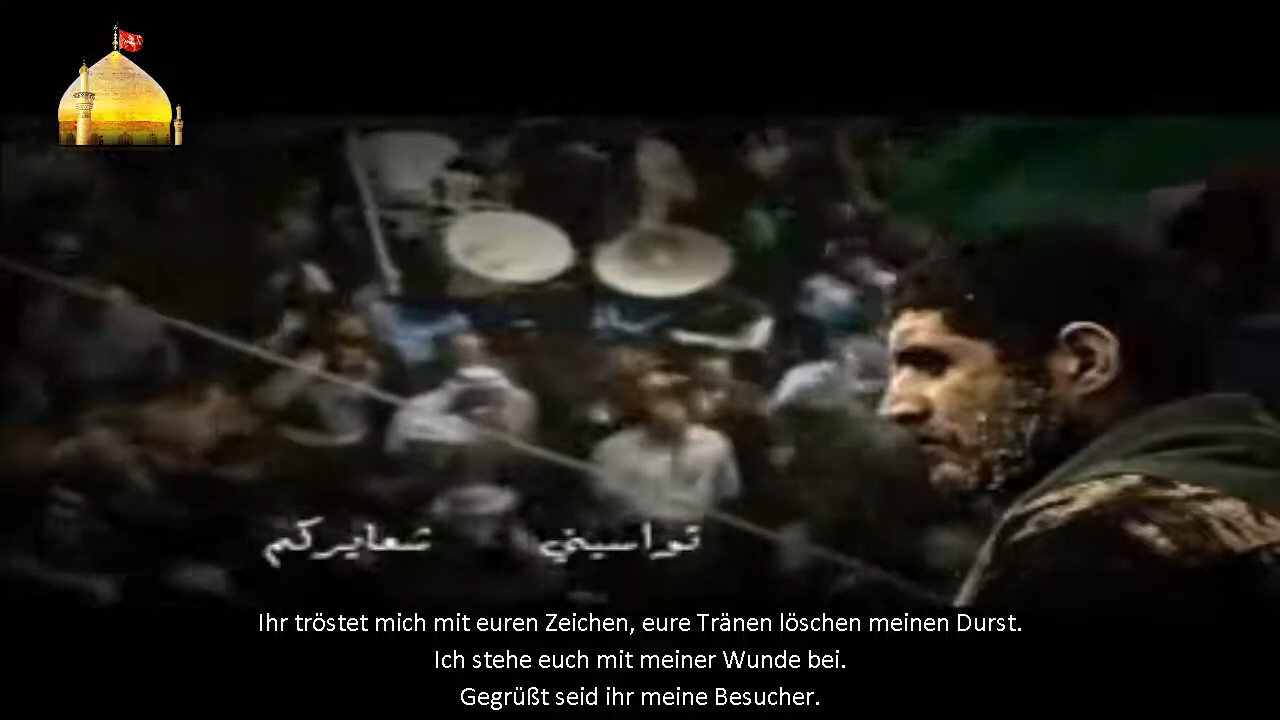 تواسيني شعايركم
Ihr tröstet mich mit euren Zeichen, eure Tränen löschen meinen Durst.
Ich stehe euch mit meiner Wunde bei.
Gegrüßt seid ihr meine Besucher.